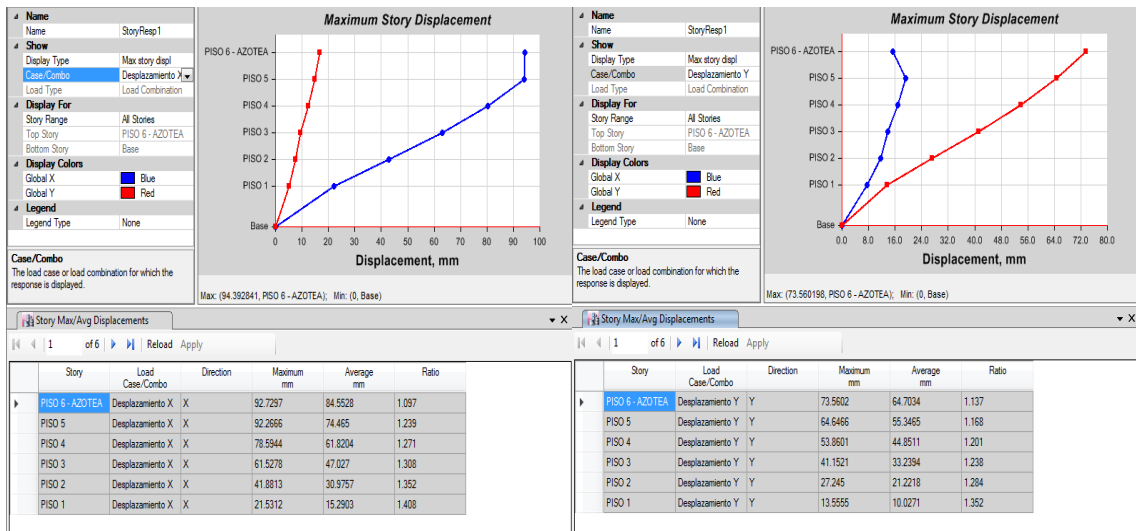 Name
Name StoryResp1
Show
Display Type Max story displ
Case/Combo Desplazamiento X
Load Type Load Combination
Display For
Story Range All Stories
Top Story PISO 6 - AZOTEA
Bottom Story Base
Display Colors
Global X Blue
Global Y Red
Legend
Legend Type None
Case/Combo
The load case or load combination for which the
response is displayed.
Maximum Story Displacement
PISO 6 - AZOTEA
PISO 5
PISO 4
PISO 3
PISO 2
PISO 1
Base
0 10 20 30 40 50 60 70 80 90 100
Displacement, mm
Max: (94.392841, PISO 6 - AZOTEA); Min: (0, Base)
Name
Name StoryResp1
Show
Display Type Max story displ
Case/Combo Desplazamiento Y
Load Type Load Combination
Display For
Story Range All Stories
Top Story PISO 6 - AZOTEA
Bottom Story Base
Display Colors
Global X Blue
Global Y Red
Legend
Legend Type None
Case/Combo
The load case or load combination for which the
response is displayed.
Maximum Story Displacement
PISO 6 - AZOTEA
PISO 5
PISO 4
PISO 3
PISO 2
PISO 1
Base
0.0 8.0 16.0 24.0 32.0 40.0 48.0 56.0 64.0 72.0 80.0
Displacement, mm
Max: (73.560198, PISO 6 - AZOTEA); Min: (0, Base)
Story Max/Avg Displacements
1 of 6 Reload Apply
Story Load Case/Combo Direction Maximum mm Average mm Ratio
PISO 6 - AZOTEA Desplazamiento X X 92.7297 84.5528 1.097
PISO 5 Desplazamiento X X 92.2666 74.465 1.239
PISO 4 Desplazamiento X X 78.5944 61.8204 1.271
PISO 3 Desplazamiento X X 61.5278 47.027 1.308
PISO 2 Desplazamiento X X 41.8813 30.9757 1.352
PISO 1 Desplazamiento X X 21.5312 15.2903 1.408
Story Max/Avg Displacements
1 of 6 Reload Apply
Story Load Case/Combo Direction Maximum mm Average mm Ratio
PISO 6 - AZOTEA Desplazamiento Y Y 73.5602 64.7034 1.137
PISO 5 Desplazamiento Y Y 64.6466 55.3465 1.168
PISO 4 Desplazamiento Y Y 53.8601 44.8511 1.201
PISO 3 Desplazamiento Y Y 41.1521 33.2394 1.238
PISO 2 Desplazamiento Y Y 27.245 21.2218 1.284
PISO 1 Desplazamiento Y Y 13.5555 10.0271 1.352